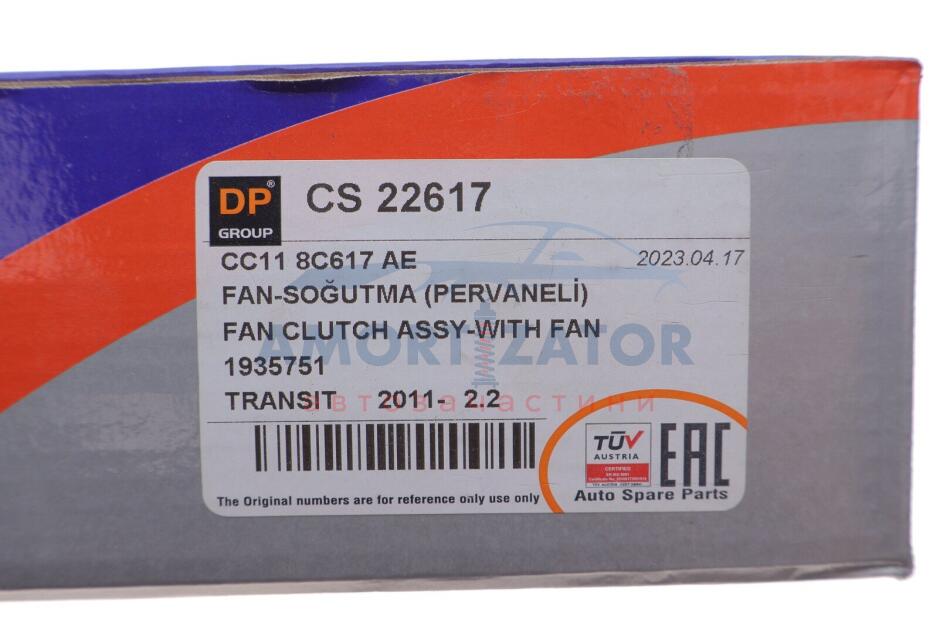 DP®
GROUP
CS 22617
CC11 8C617 AE
2023.04.17
FAN-SOĞUTMA (PERVANELİ)
FAN CLUTCH ASSY-WITH FAN
AMORTIZATOR
1935751
TRANSIT 2011- 2.2
автозапчастини
TÜV
AUSTRIA
CERTIFIED
EAC
Auto Spare Parts
The Original numbers are for reference only use only